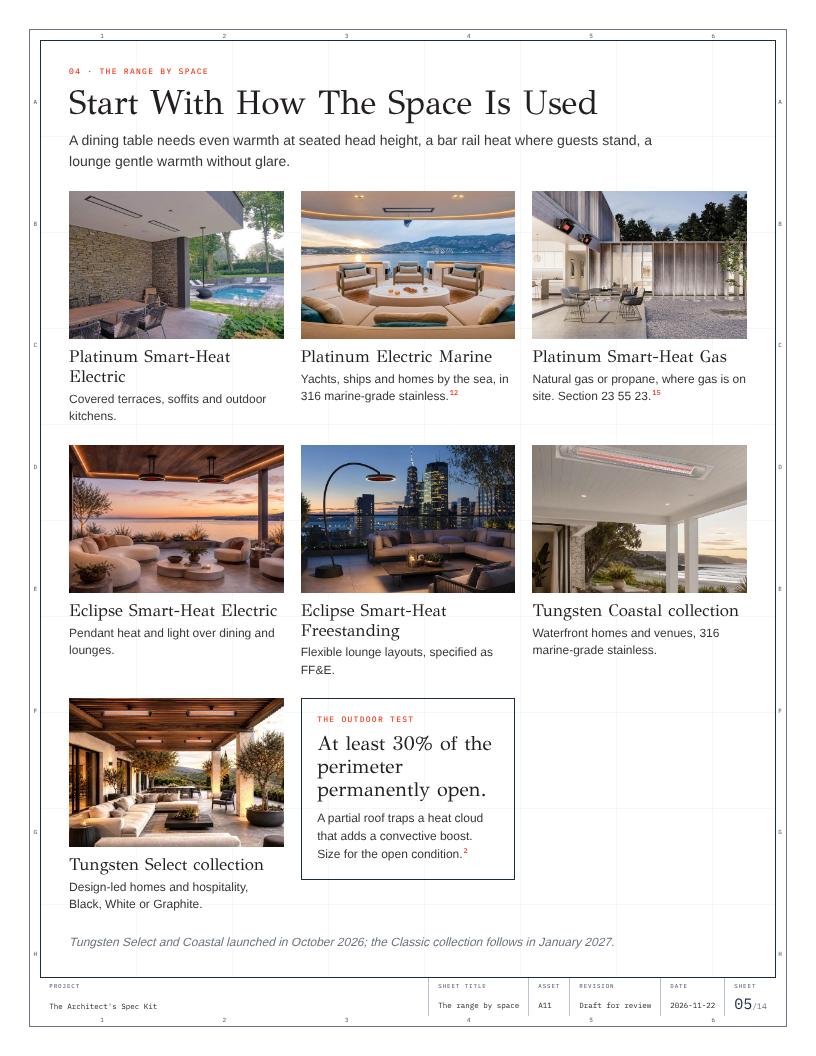 1 2 3 4 5 6
04 · THE RANGE BY SPACE
Start With How The Space Is Used
A dining table needs even warmth at seated head height, a bar rail heat where guests stand, a
lounge gentle warmth without glare.
A A
B B
C C
D D
E E
F F
G G
H H
Platinum Smart-Heat
Electric
Covered terraces, soffits and outdoor
kitchens.
Platinum Electric Marine
Yachts, ships and homes by the sea, in
316 marine-grade stainless.12
Platinum Smart-Heat Gas
Natural gas or propane, where gas is on
site. Section 23 55 23.15
Eclipse Smart-Heat Electric
Pendant heat and light over dining and
lounges.
Eclipse Smart-Heat
Freestanding
Flexible lounge layouts, specified as
FF&E.
Tungsten Coastal collection
Waterfront homes and venues, 316
marine-grade stainless.
Tungsten Select collection
Design-led homes and hospitality,
Black, White or Graphite.
THE OUTDOOR TEST
At least 30% of the
perimeter
permanently open.
A partial roof traps a heat cloud
that adds a convective boost.
Size for the open condition.2
Tungsten Select and Coastal launched in October 2026; the Classic collection follows in January 2027.
PROJECT
The Architect's Spec Kit
SHEET TITLE
The range by space
ASSET
A11
REVISION
Draft for review
DATE
2026-11-22
SHEET
05/14
1 2 3 4 5 6